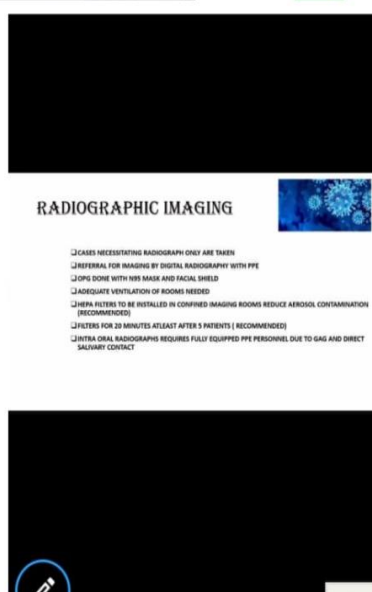 RADIOGRAPHIC IMAGING
❑CASES NECESSITATING RADIOGRAPH ONLY ARE TAKEN
❑REFERRAL FOR IMAGING BY DIGITAL RADIOGRAPHY WITH PPE
❑OPG DONE WITH N95 MASK AND FACIAL SHIELD
❑ADEQUATE VENTILATION OF ROOMS NEEDED
❑HEPA FILTERS TO BE INSTALLED IN CONFINED IMAGING ROOMS REDUCE AEROSOL CONTAMINATION
(RECOMMENDED)
❑FILTERS FOR 20 MINUTES ATLEAST AFTER 5 PATIENTS ( RECOMMENDED)
❑INTRA ORAL RADIOGRAPHS REQUIRES FULLY EQUIPPED PPE PERSONNEL DUE TO GAG AND DIRECT
SALIVARY CONTACT